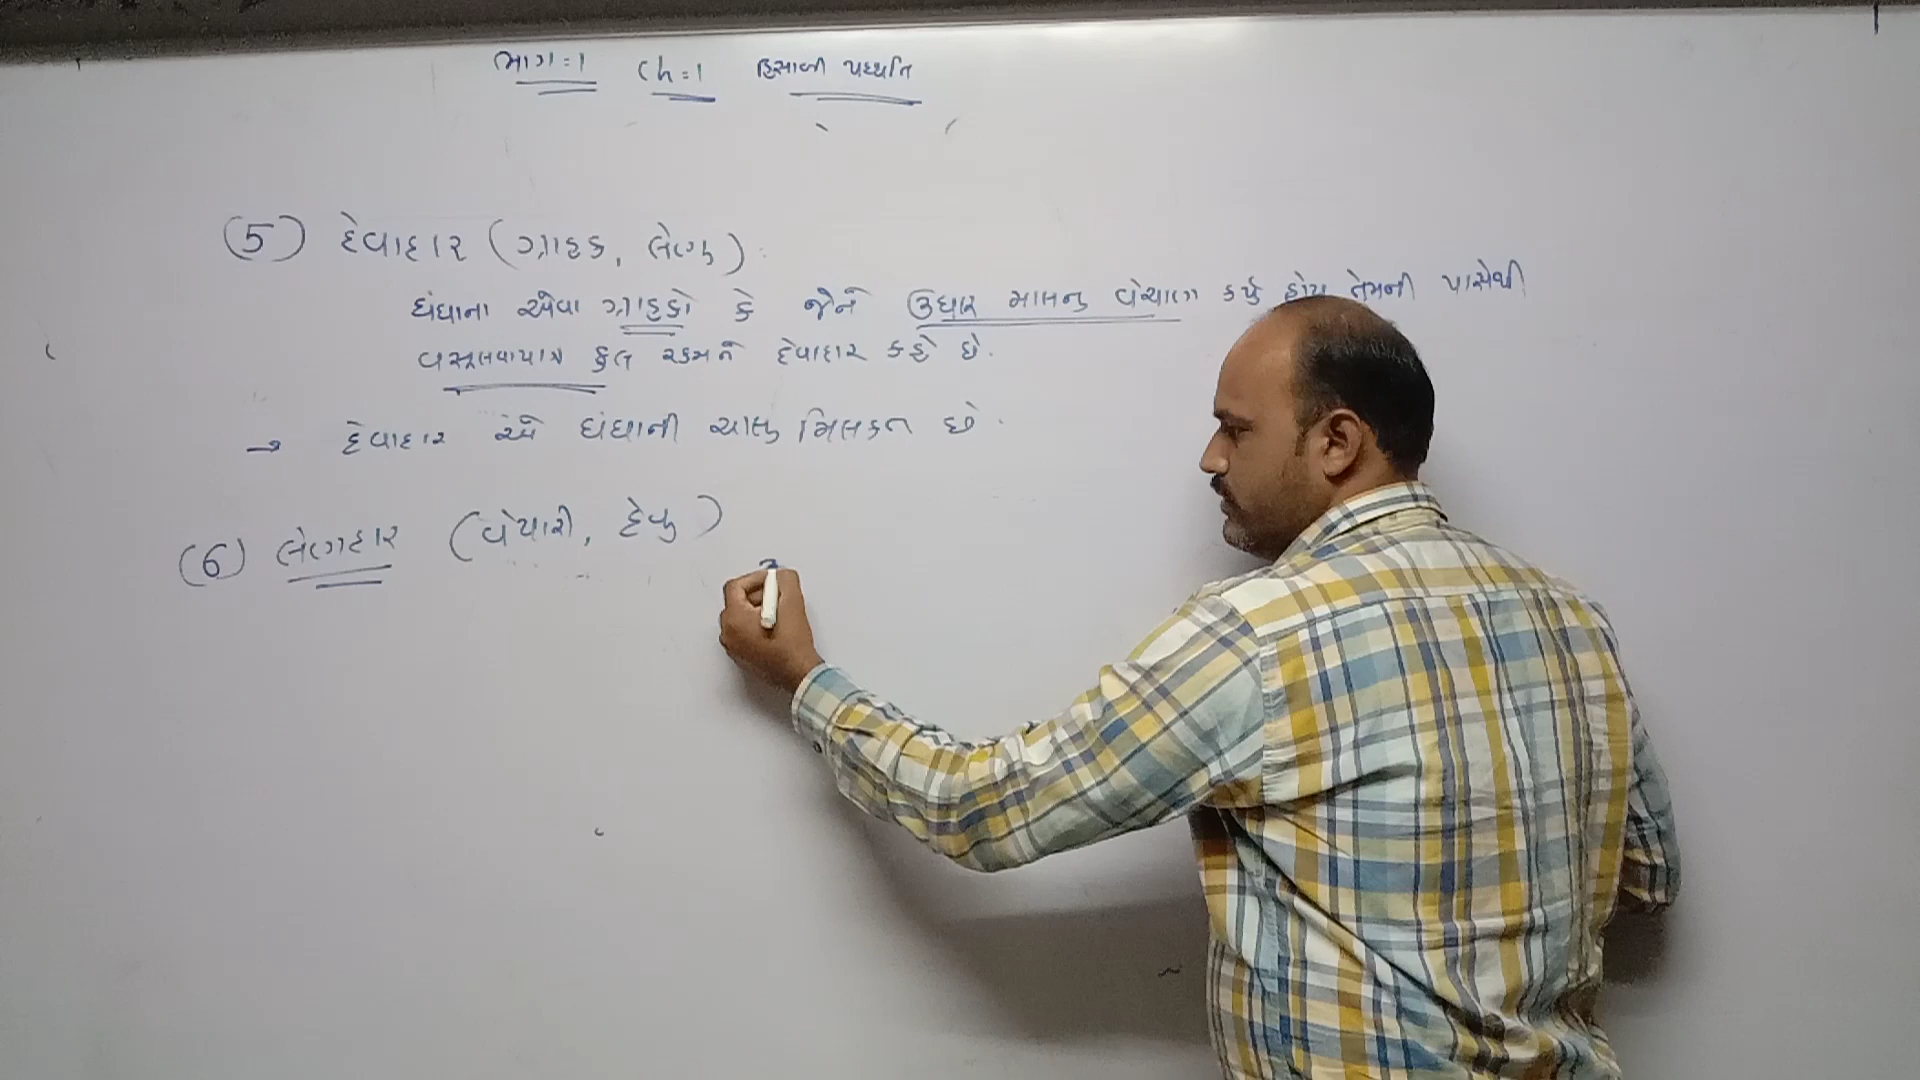 ભાગ=1 Ch=1 હિસાબી પધ્ધતિ
(5) દેવાદાર (ગ્રાહક, લેણુ) :
ધંધાના એવા ગ્રાહકો કે જેને ઉધાર માલનુ વેચાણ કર્યુ હોય તેમની પાસેથી
વસૂલવાપાત્ર કુલ રકમને દેવાદાર કહે છે.
→ દેવાદાર એ ધંધાની ચાલુ મિલકત છે.
(6) લેણદાર (વેપારી, દેવુ)